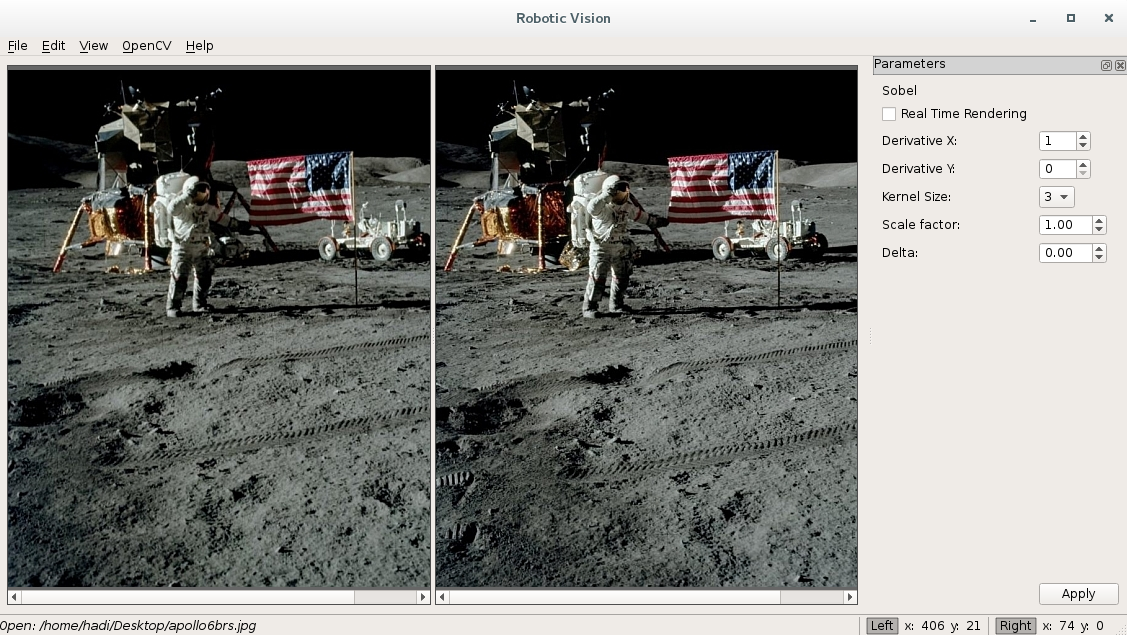 Robotic Vision
File Edit View OpenCV Help
Parameters
Sobel
Real Time Rendering
Derivative X: 1
Derivative Y: 0
Kernel Size: 3
Scale factor: 1.00
Delta: 0.00
Apply
Open: /home/hadi/Desktop/apollo6brs.jpg
Left x: 406 y: 21 Right x: 74 y: 0